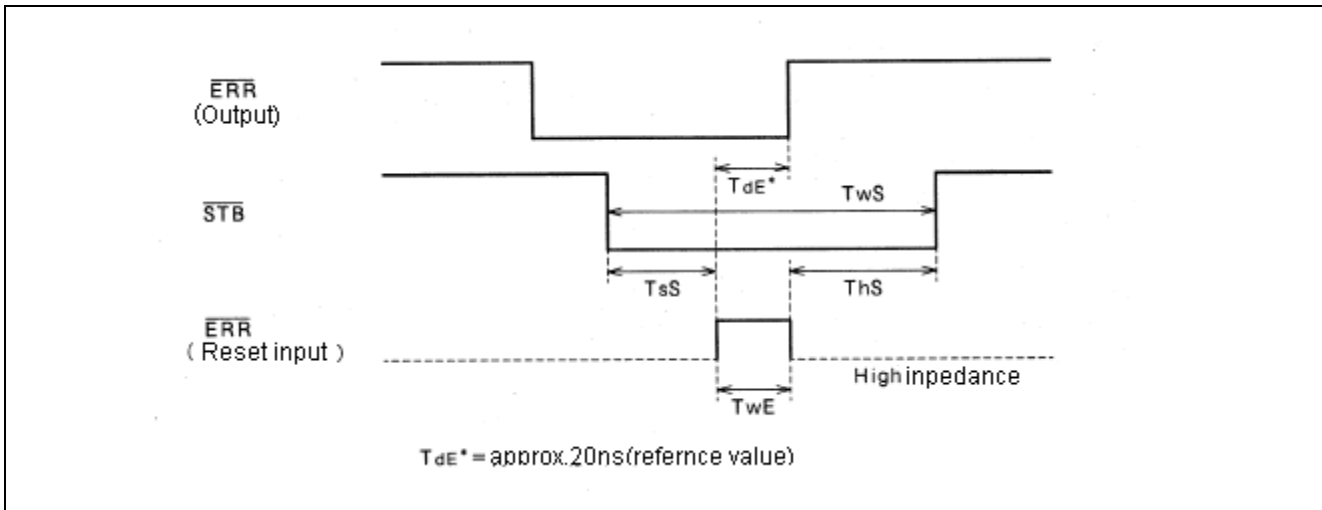 ERR
(Output)
TdE*
TwS
STB
TsS
ThS
ERR
( Reset input )
High inpedance
TwE
TdE* = approx.20ns(refernce value)